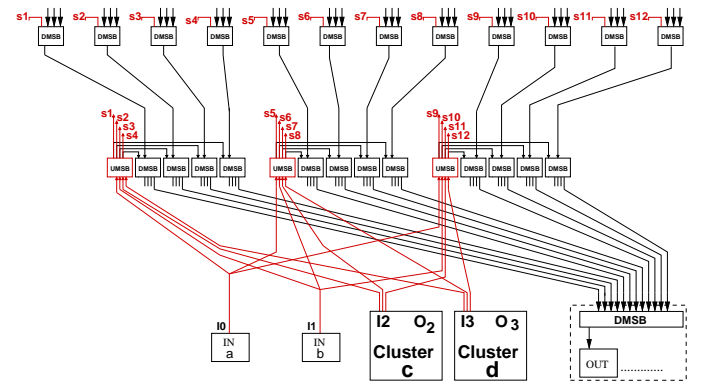 s1 s2 s3 s4 s5 s6 s7 s8 s9 s10 s11 s12
DMSB DMSB DMSB DMSB DMSB DMSB DMSB DMSB DMSB DMSB DMSB DMSB
s1 s5 s9
s2 s6 s10
s3 s7 s11
s4 s8 s12
UMSB DMSB DMSB DMSB DMSB UMSB DMSB DMSB DMSB DMSB UMSB DMSB DMSB DMSB DMSB
DMSB
I0 I1 I2 O2 I3 O3
IN IN
a b
Cluster Cluster
c d
OUT ..............